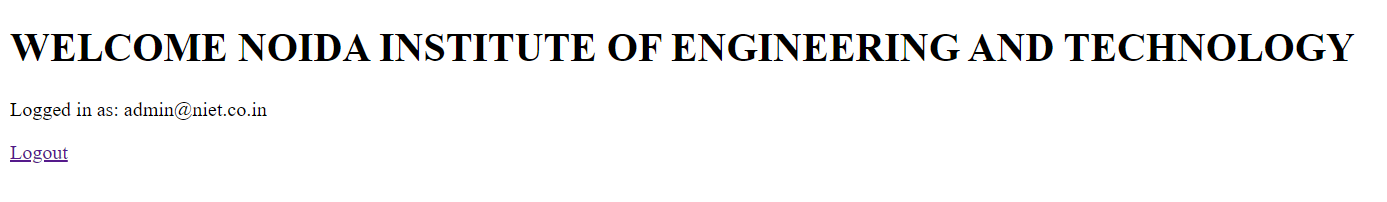 WELCOME NOIDA INSTITUTE OF ENGINEERING AND TECHNOLOGY
Logged in as: admin@niet.co.in
Logout